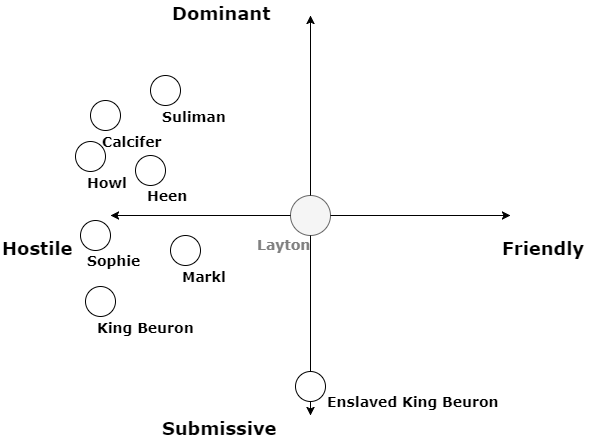 Dominant
Suliman
Calcifer
Howl
Heen
Layton
Hostile
Friendly
Sophie
Markl
King Beuron
Enslaved King Beuron
Submissive